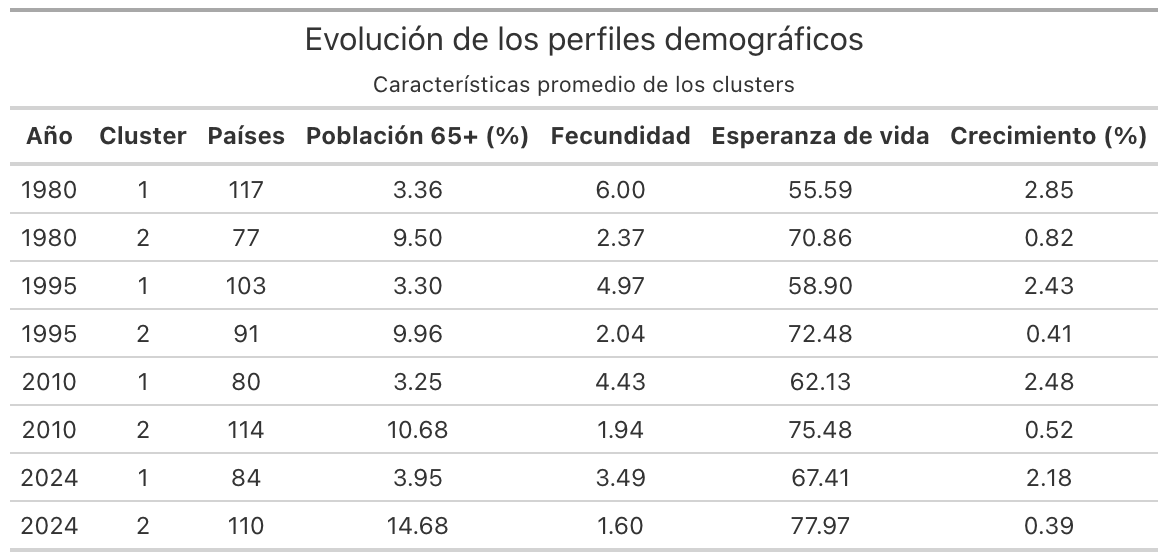 Evolución de los perfiles demográficos
Características promedio de los clusters
Año Cluster Países Población 65+ (%) Fecundidad Esperanza de vida Crecimiento (%)
1980 1 117 3.36 6.00 55.59 2.85
1980 2 77 9.50 2.37 70.86 0.82
1995 1 103 3.30 4.97 58.90 2.43
1995 2 91 9.96 2.04 72.48 0.41
2010 1 80 3.25 4.43 62.13 2.48
2010 2 114 10.68 1.94 75.48 0.52
2024 1 84 3.95 3.49 67.41 2.18
2024 2 110 14.68 1.60 77.97 0.39